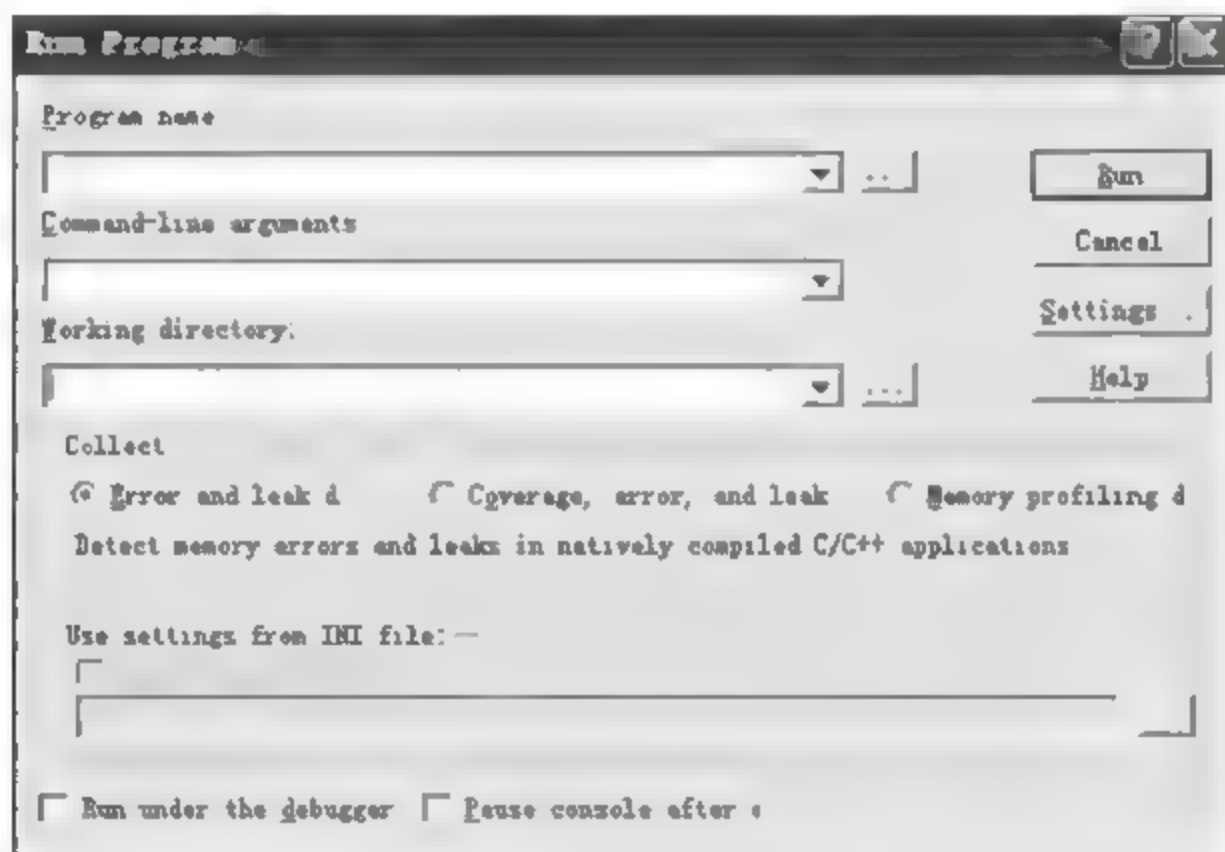 Run Program
Program name
..
Run
Command-line arguments
Cancel
Settings .
Working directory:
...
Help
Collect
Error and leak d
Coverage, error, and leak
Memory profiling d
Detect memory errors and leaks in natively compiled C/C++ applications
Use settings from INI file:
Run under the debugger
Pause console after e